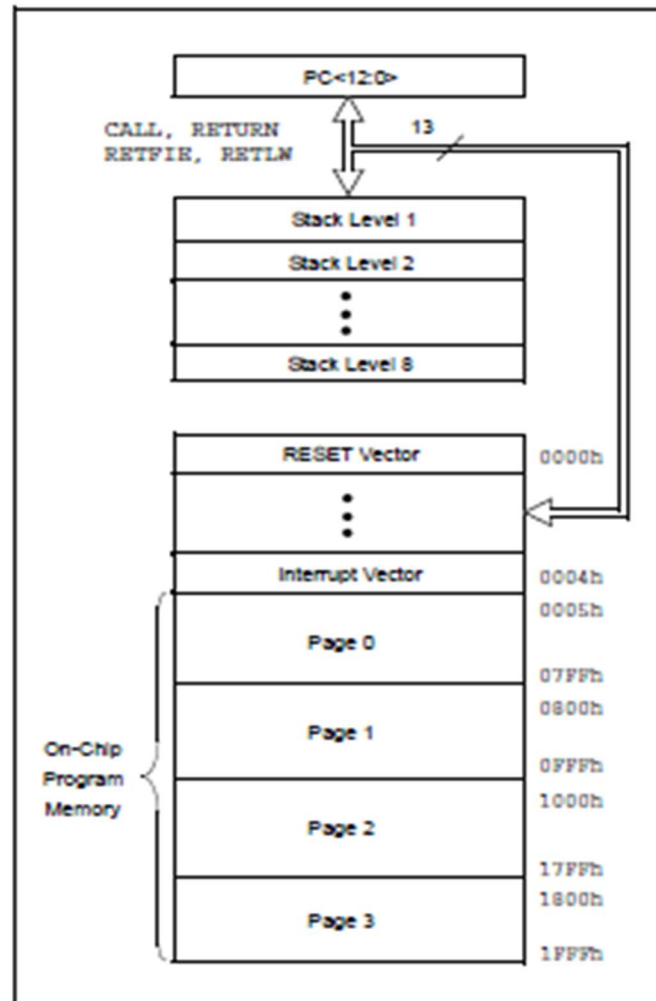 PC<12:0>
CALL, RETURN
RETFIE, RETLW
13
Stack Level 1
Stack Level 2
Stack Level 8
RESET Vector
0000h
Interrupt Vector
0004h
0005h
Page 0
07FFh
0800h
On-Chip
Program
Memory
Page 1
0FFFh
1000h
Page 2
17FFh
1800h
Page 3
1FFFh